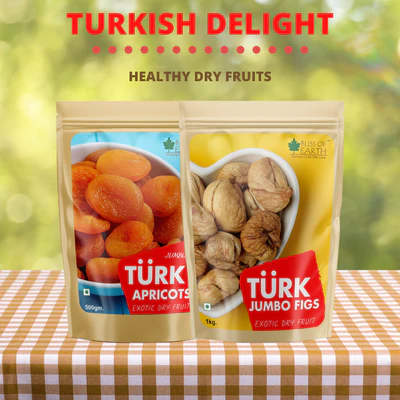 TURKISH DELIGHT
HEALTHY DRY FRUITS
JUMBO
TÜRK
APRICOTS
EXOTIC DRY FRUIT
500gm.
BLISS OF
EARTH
TÜRK
JUMBO FIGS
EXOTIC DRY FRUIT
1kg.